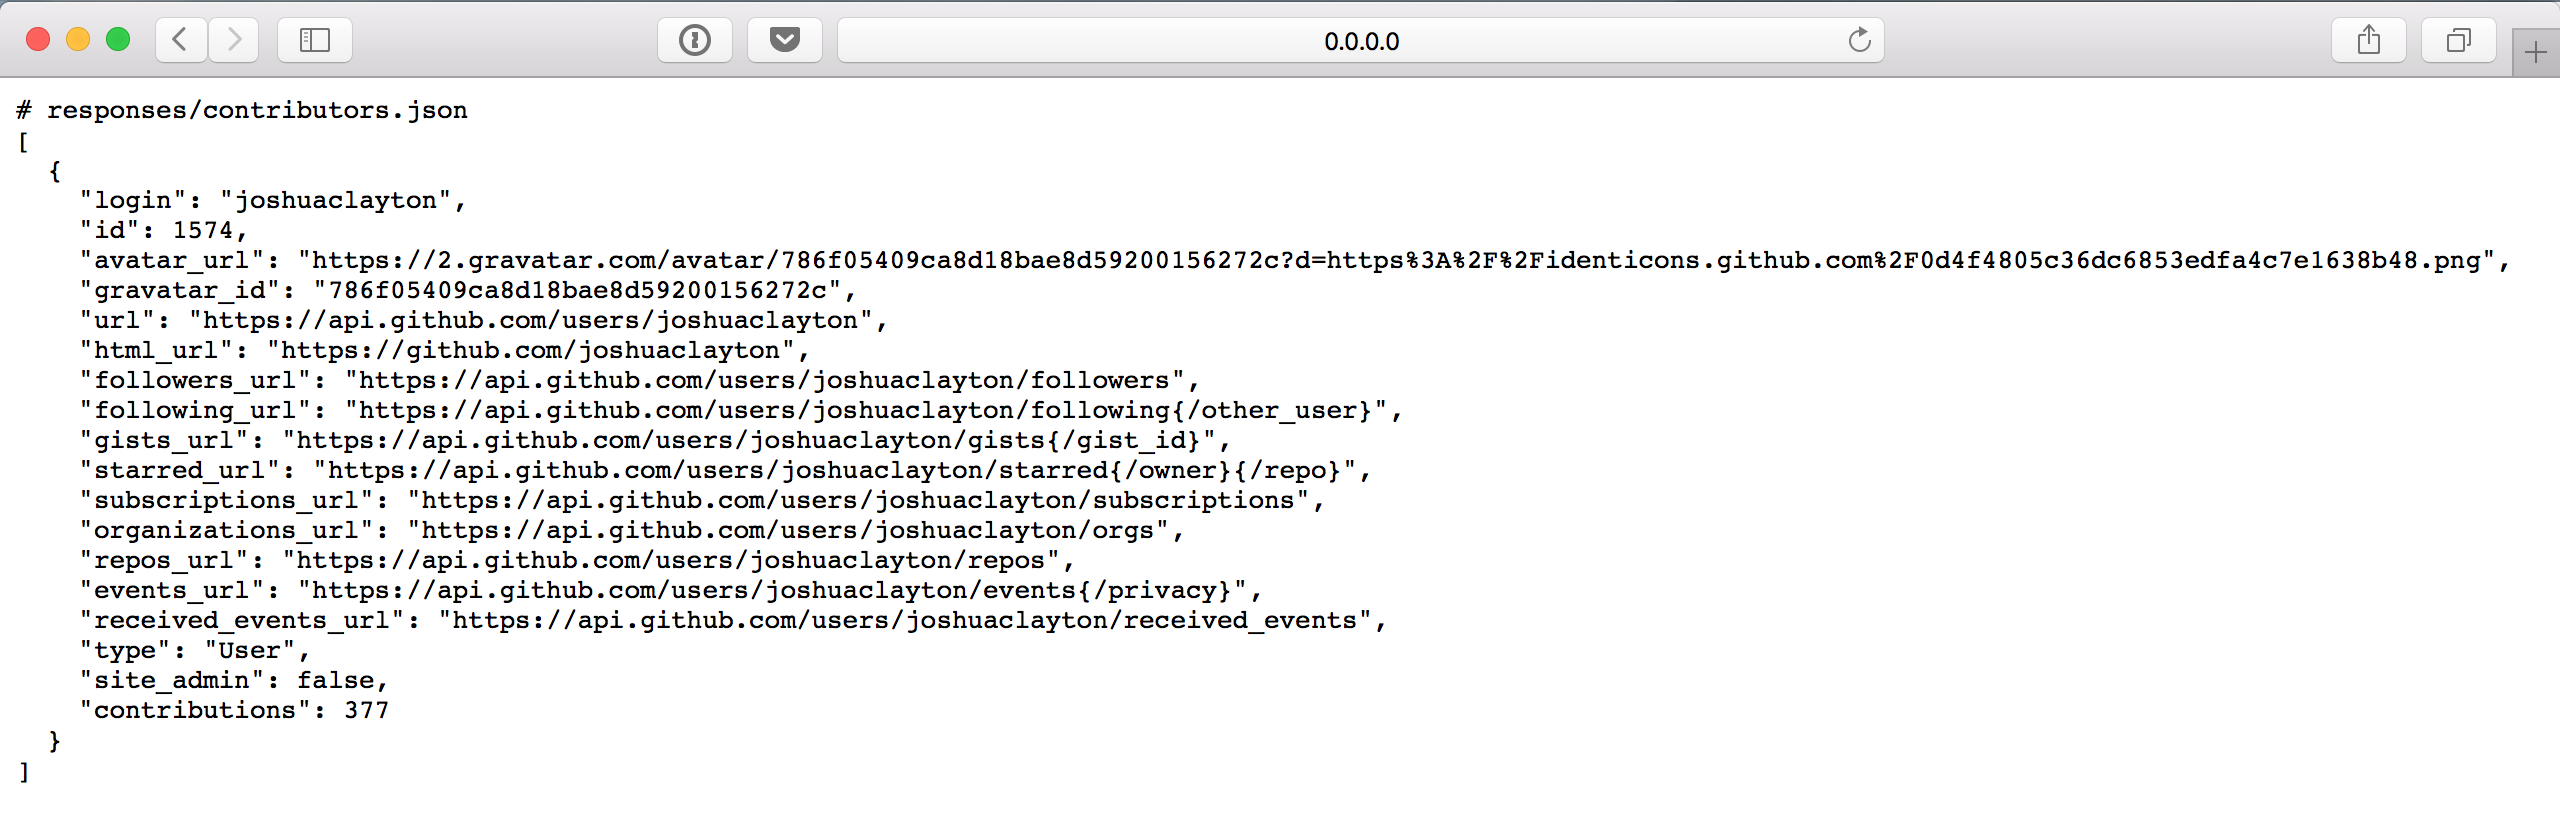 0.0.0.0
# responses/contributors.json
[
  {
    "login": "joshuaclayton",
    "id": 1574,
    "avatar_url": "https://2.gravatar.com/avatar/786f05409ca8d18bae8d59200156272c?d=https%3A%2F%2Fidenticons.github.com%2F0d4f4805c36dc6853edfa4c7e1638b48.png",
    "gravatar_id": "786f05409ca8d18bae8d59200156272c",
    "url": "https://api.github.com/users/joshuaclayton",
    "html_url": "https://github.com/joshuaclayton",
    "followers_url": "https://api.github.com/users/joshuaclayton/followers",
    "following_url": "https://api.github.com/users/joshuaclayton/following{/other_user}",
    "gists_url": "https://api.github.com/users/joshuaclayton/gists{/gist_id}",
    "starred_url": "https://api.github.com/users/joshuaclayton/starred{/owner}{/repo}",
    "subscriptions_url": "https://api.github.com/users/joshuaclayton/subscriptions",
    "organizations_url": "https://api.github.com/users/joshuaclayton/orgs",
    "repos_url": "https://api.github.com/users/joshuaclayton/repos",
    "events_url": "https://api.github.com/users/joshuaclayton/events{/privacy}",
    "received_events_url": "https://api.github.com/users/joshuaclayton/received_events",
    "type": "User",
    "site_admin": false,
    "contributions": 377
  }
]